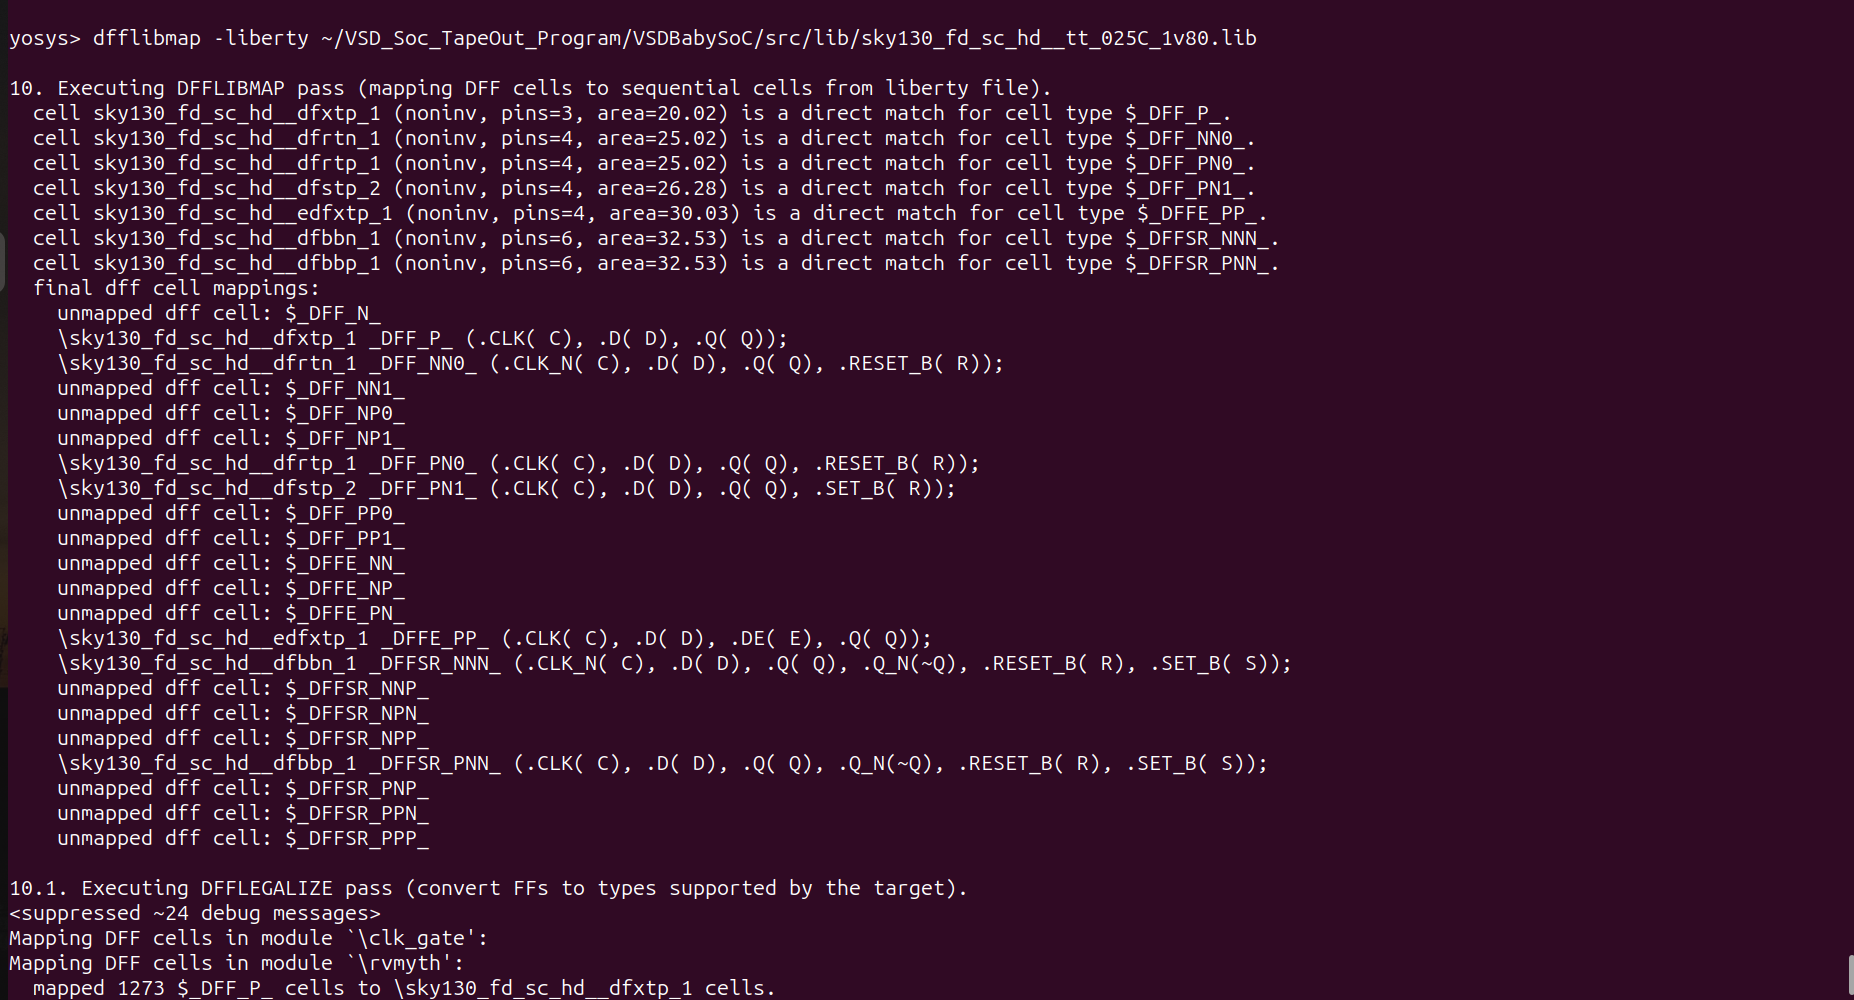 yosys> dfflibmap -liberty ~/VSD_Soc_TapeOut_Program/VSDBabySoC/src/lib/sky130_fd_sc_hd__tt_025C_1v80.lib
10. Executing DFFLIBMAP pass (mapping DFF cells to sequential cells from liberty file).
  cell sky130_fd_sc_hd__dfxtp_1 (noninv, pins=3, area=20.02) is a direct match for cell type $_DFF_P_.
  cell sky130_fd_sc_hd__dfrtn_1 (noninv, pins=4, area=25.02) is a direct match for cell type $_DFF_NN0_.
  cell sky130_fd_sc_hd__dfrtp_1 (noninv, pins=4, area=25.02) is a direct match for cell type $_DFF_PN0_.
  cell sky130_fd_sc_hd__dfstp_2 (noninv, pins=4, area=26.28) is a direct match for cell type $_DFF_PN1_.
  cell sky130_fd_sc_hd__edfxtp_1 (noninv, pins=4, area=30.03) is a direct match for cell type $_DFFE_PP_.
  cell sky130_fd_sc_hd__dfbbn_1 (noninv, pins=6, area=32.53) is a direct match for cell type $_DFFSR_NNN_.
  cell sky130_fd_sc_hd__dfbbp_1 (noninv, pins=6, area=32.53) is a direct match for cell type $_DFFSR_PNN_.
  final dff cell mappings:
    unmapped dff cell: $_DFF_N_
    \sky130_fd_sc_hd__dfxtp_1 _DFF_P_ (.CLK( C), .D( D), .Q( Q));
    \sky130_fd_sc_hd__dfrtn_1 _DFF_NN0_ (.CLK_N( C), .D( D), .Q( Q), .RESET_B( R));
    unmapped dff cell: $_DFF_NN1_
    unmapped dff cell: $_DFF_NP0_
    unmapped dff cell: $_DFF_NP1_
    \sky130_fd_sc_hd__dfrtp_1 _DFF_PN0_ (.CLK( C), .D( D), .Q( Q), .RESET_B( R));
    \sky130_fd_sc_hd__dfstp_2 _DFF_PN1_ (.CLK( C), .D( D), .Q( Q), .SET_B( R));
    unmapped dff cell: $_DFF_PP0_
    unmapped dff cell: $_DFF_PP1_
    unmapped dff cell: $_DFFE_NN_
    unmapped dff cell: $_DFFE_NP_
    unmapped dff cell: $_DFFE_PN_
    \sky130_fd_sc_hd__edfxtp_1 _DFFE_PP_ (.CLK( C), .D( D), .DE( E), .Q( Q));
    \sky130_fd_sc_hd__dfbbn_1 _DFFSR_NNN_ (.CLK_N( C), .D( D), .Q( Q), .Q_N(~Q), .RESET_B( R), .SET_B( S));
    unmapped dff cell: $_DFFSR_NNP_
    unmapped dff cell: $_DFFSR_NPN_
    unmapped dff cell: $_DFFSR_NPP_
    \sky130_fd_sc_hd__dfbbp_1 _DFFSR_PNN_ (.CLK( C), .D( D), .Q( Q), .Q_N(~Q), .RESET_B( R), .SET_B( S));
    unmapped dff cell: $_DFFSR_PNP_
    unmapped dff cell: $_DFFSR_PPN_
    unmapped dff cell: $_DFFSR_PPP_
10.1. Executing DFFLEGALIZE pass (convert FFs to types supported by the target).
<suppressed ~24 debug messages>
Mapping DFF cells in module `\clk_gate':
Mapping DFF cells in module `\rvmyth':
  mapped 1273 $_DFF_P_ cells to \sky130_fd_sc_hd__dfxtp_1 cells.